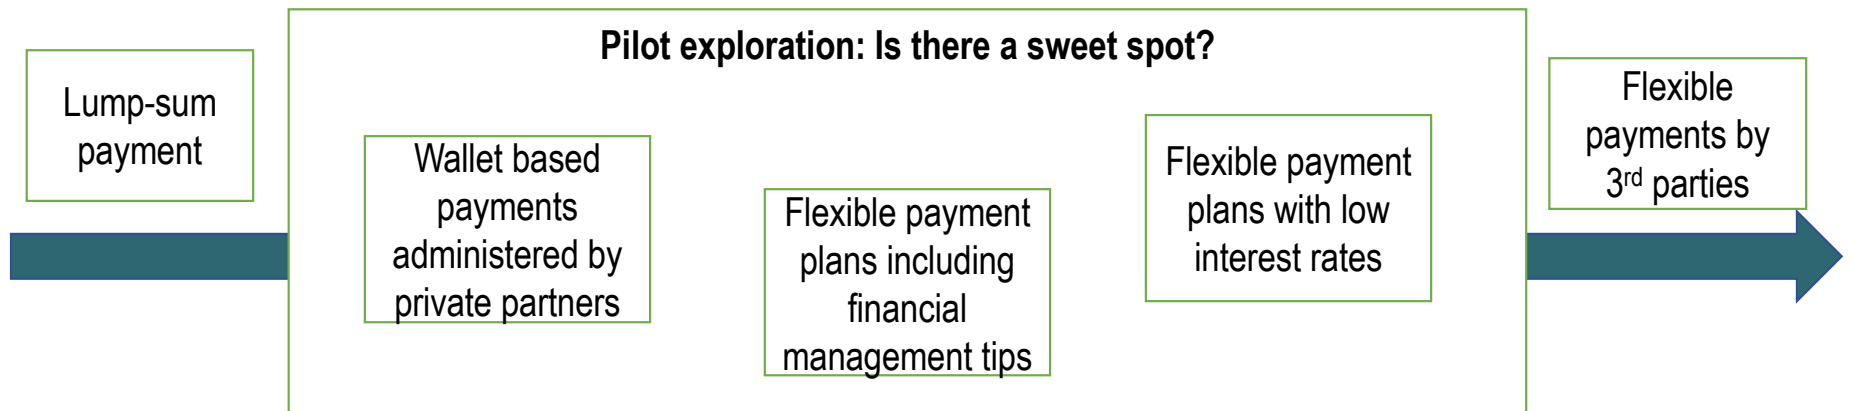 Pilot exploration: Is there a sweet spot?
Lump-sum
payment
Wallet based
payments
administered by
private partners
Flexible payment
plans including
financial
management tips
Flexible payment
plans with low
interest rates
Flexible
payments by
3rd parties